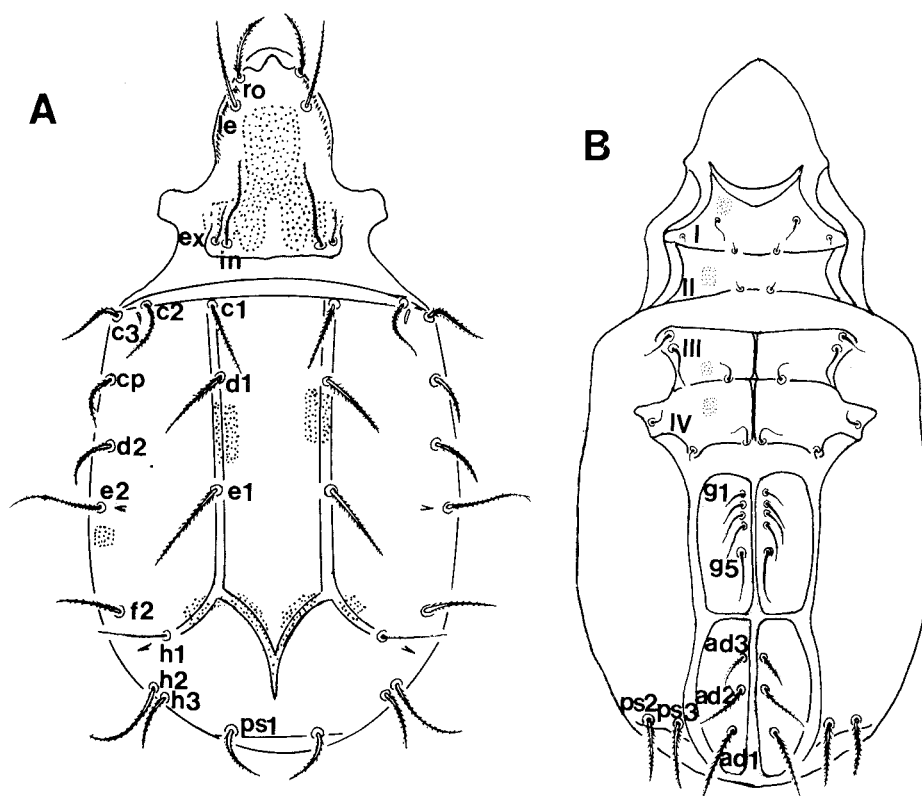 A
ro
le
ex
in
c3 c2 c1
cp d1
d2
e2 e1
f2
h1
h2
h3
ps1
B
I
II
III
IV
g1
g5
ad3
ad2
ps2 ps3
ad1